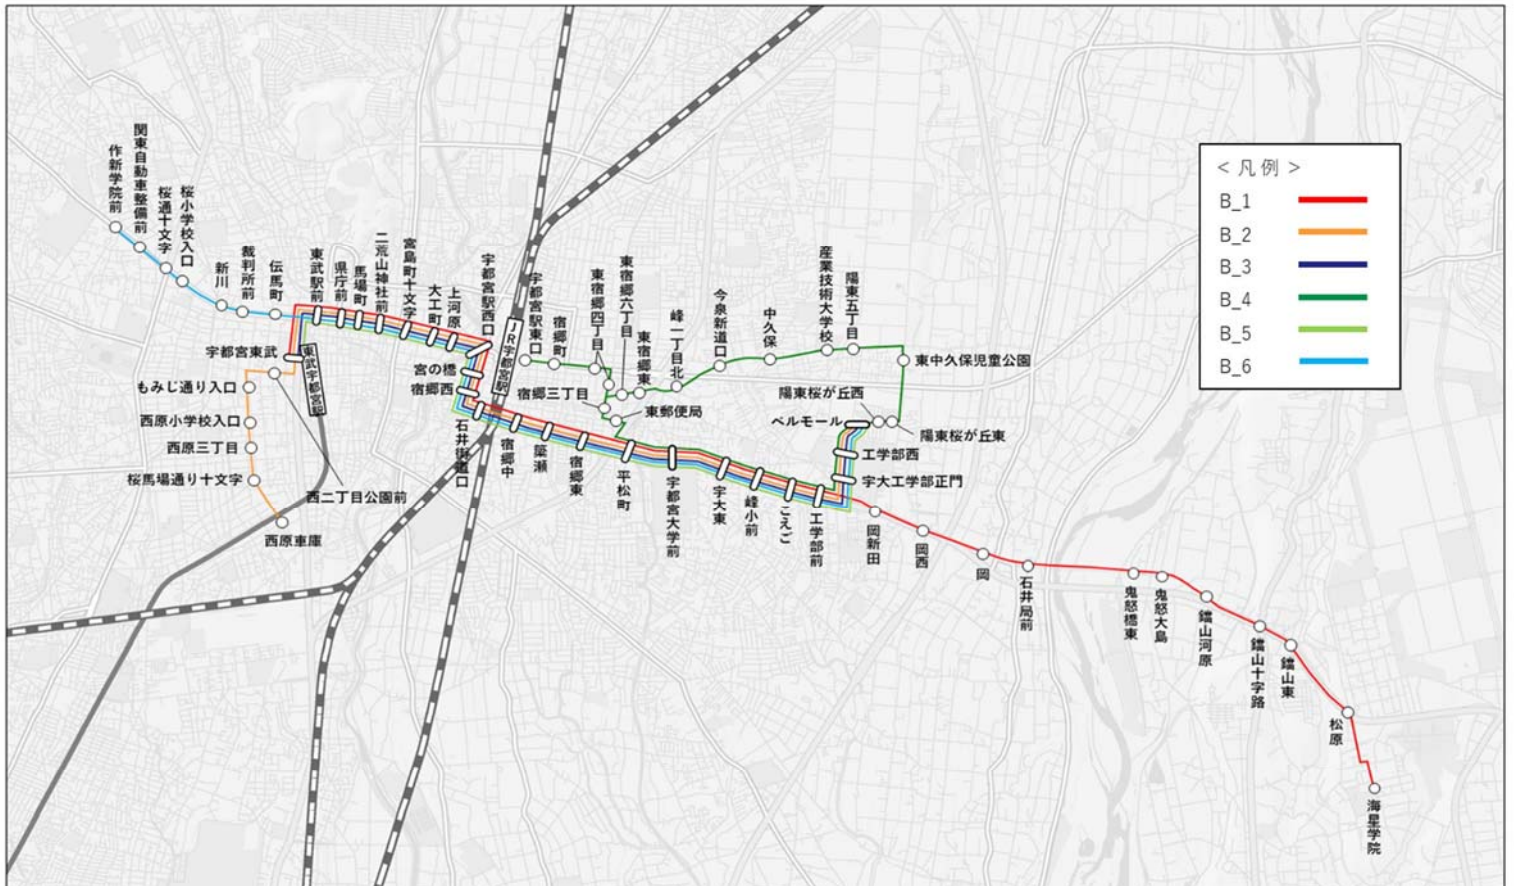 作新学院前
関東自動車整備前
桜通十文字
桜小学校入口
新川
裁判所前
伝馬町
東武駅前
県庁前
馬場町
二荒山神社前
宮島町十文字
大工町
上河原
宇都宮駅西口
JR宇都宮駅
宇都宮駅東口
宿郷町
東宿郷四丁目
東宿郷六丁目
東宿郷東
峰一丁目北
今泉新道口
中久保
産業技術大学校
陽東五丁目
東中久保児童公園
<凡例>
B_1
B_2
B_3
B_4
B_5
B_6
宇都宮東武
東武宇都宮駅
もみじ通り入口
西原小学校入口
西原三丁目
桜馬場通り十文字
西二丁目公園前
西原車庫
宮の橋
宿郷西
石井街道口
宿郷三丁目
東郵便局
陽東桜が丘西
ベルモール
陽東桜が丘東
工学部西
宇大工学部正門
宿郷中
簗瀬
宿郷東
平松町
宇都宮大学前
宇大東
峰小前
こえご
工学部前
岡新田
岡西
岡
石井局前
鬼怒橋東
鬼怒大島
鐺山河原
鐺山十字路
鐺山東
松原
海星学院